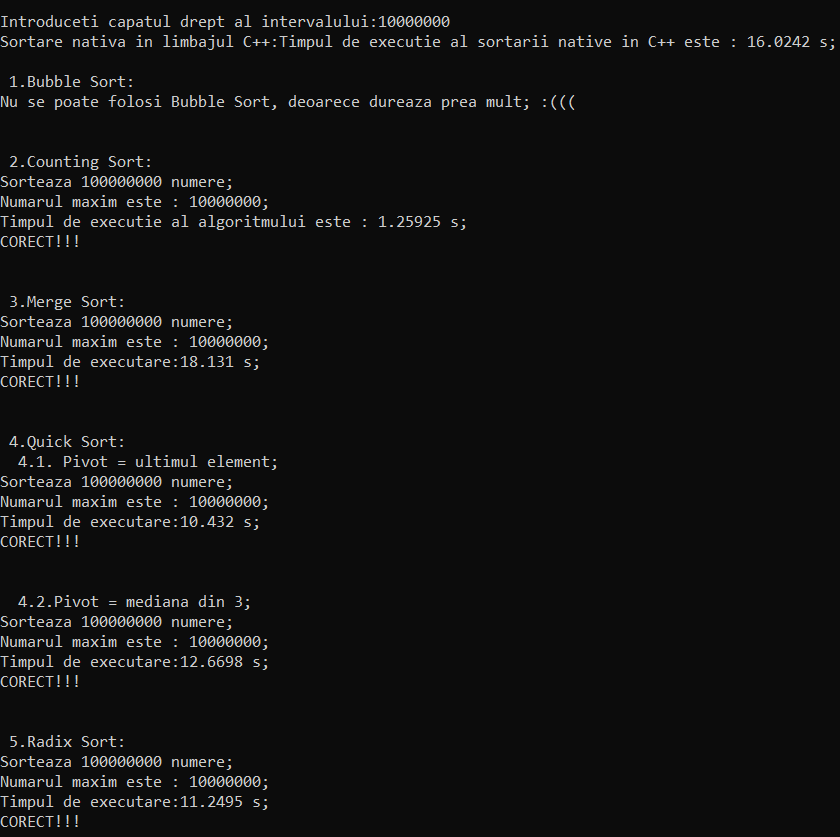 Introduceti capatul drept al intervalului:10000000
Sortare nativa in limbajul C++:Timpul de executie al sortarii native in C++ este : 16.0242 s;
1.Bubble Sort:
Nu se poate folosi Bubble Sort, deoarece dureaza prea mult; :(((
2.Counting Sort:
Sorteaza 100000000 numere;
Numarul maxim este : 10000000;
Timpul de executie al algoritmului este : 1.25925 s;
CORECT!!!
3.Merge Sort:
Sorteaza 100000000 numere;
Numarul maxim este : 10000000;
Timpul de executare:18.131 s;
CORECT!!!
4.Quick Sort:
4.1. Pivot = ultimul element;
Sorteaza 100000000 numere;
Numarul maxim este : 10000000;
Timpul de executare:10.432 s;
CORECT!!!
4.2.Pivot = mediana din 3;
Sorteaza 100000000 numere;
Numarul maxim este : 10000000;
Timpul de executare:12.6698 s;
CORECT!!!
5.Radix Sort:
Sorteaza 100000000 numere;
Numarul maxim este : 10000000;
Timpul de executare:11.2495 s;
CORECT!!!